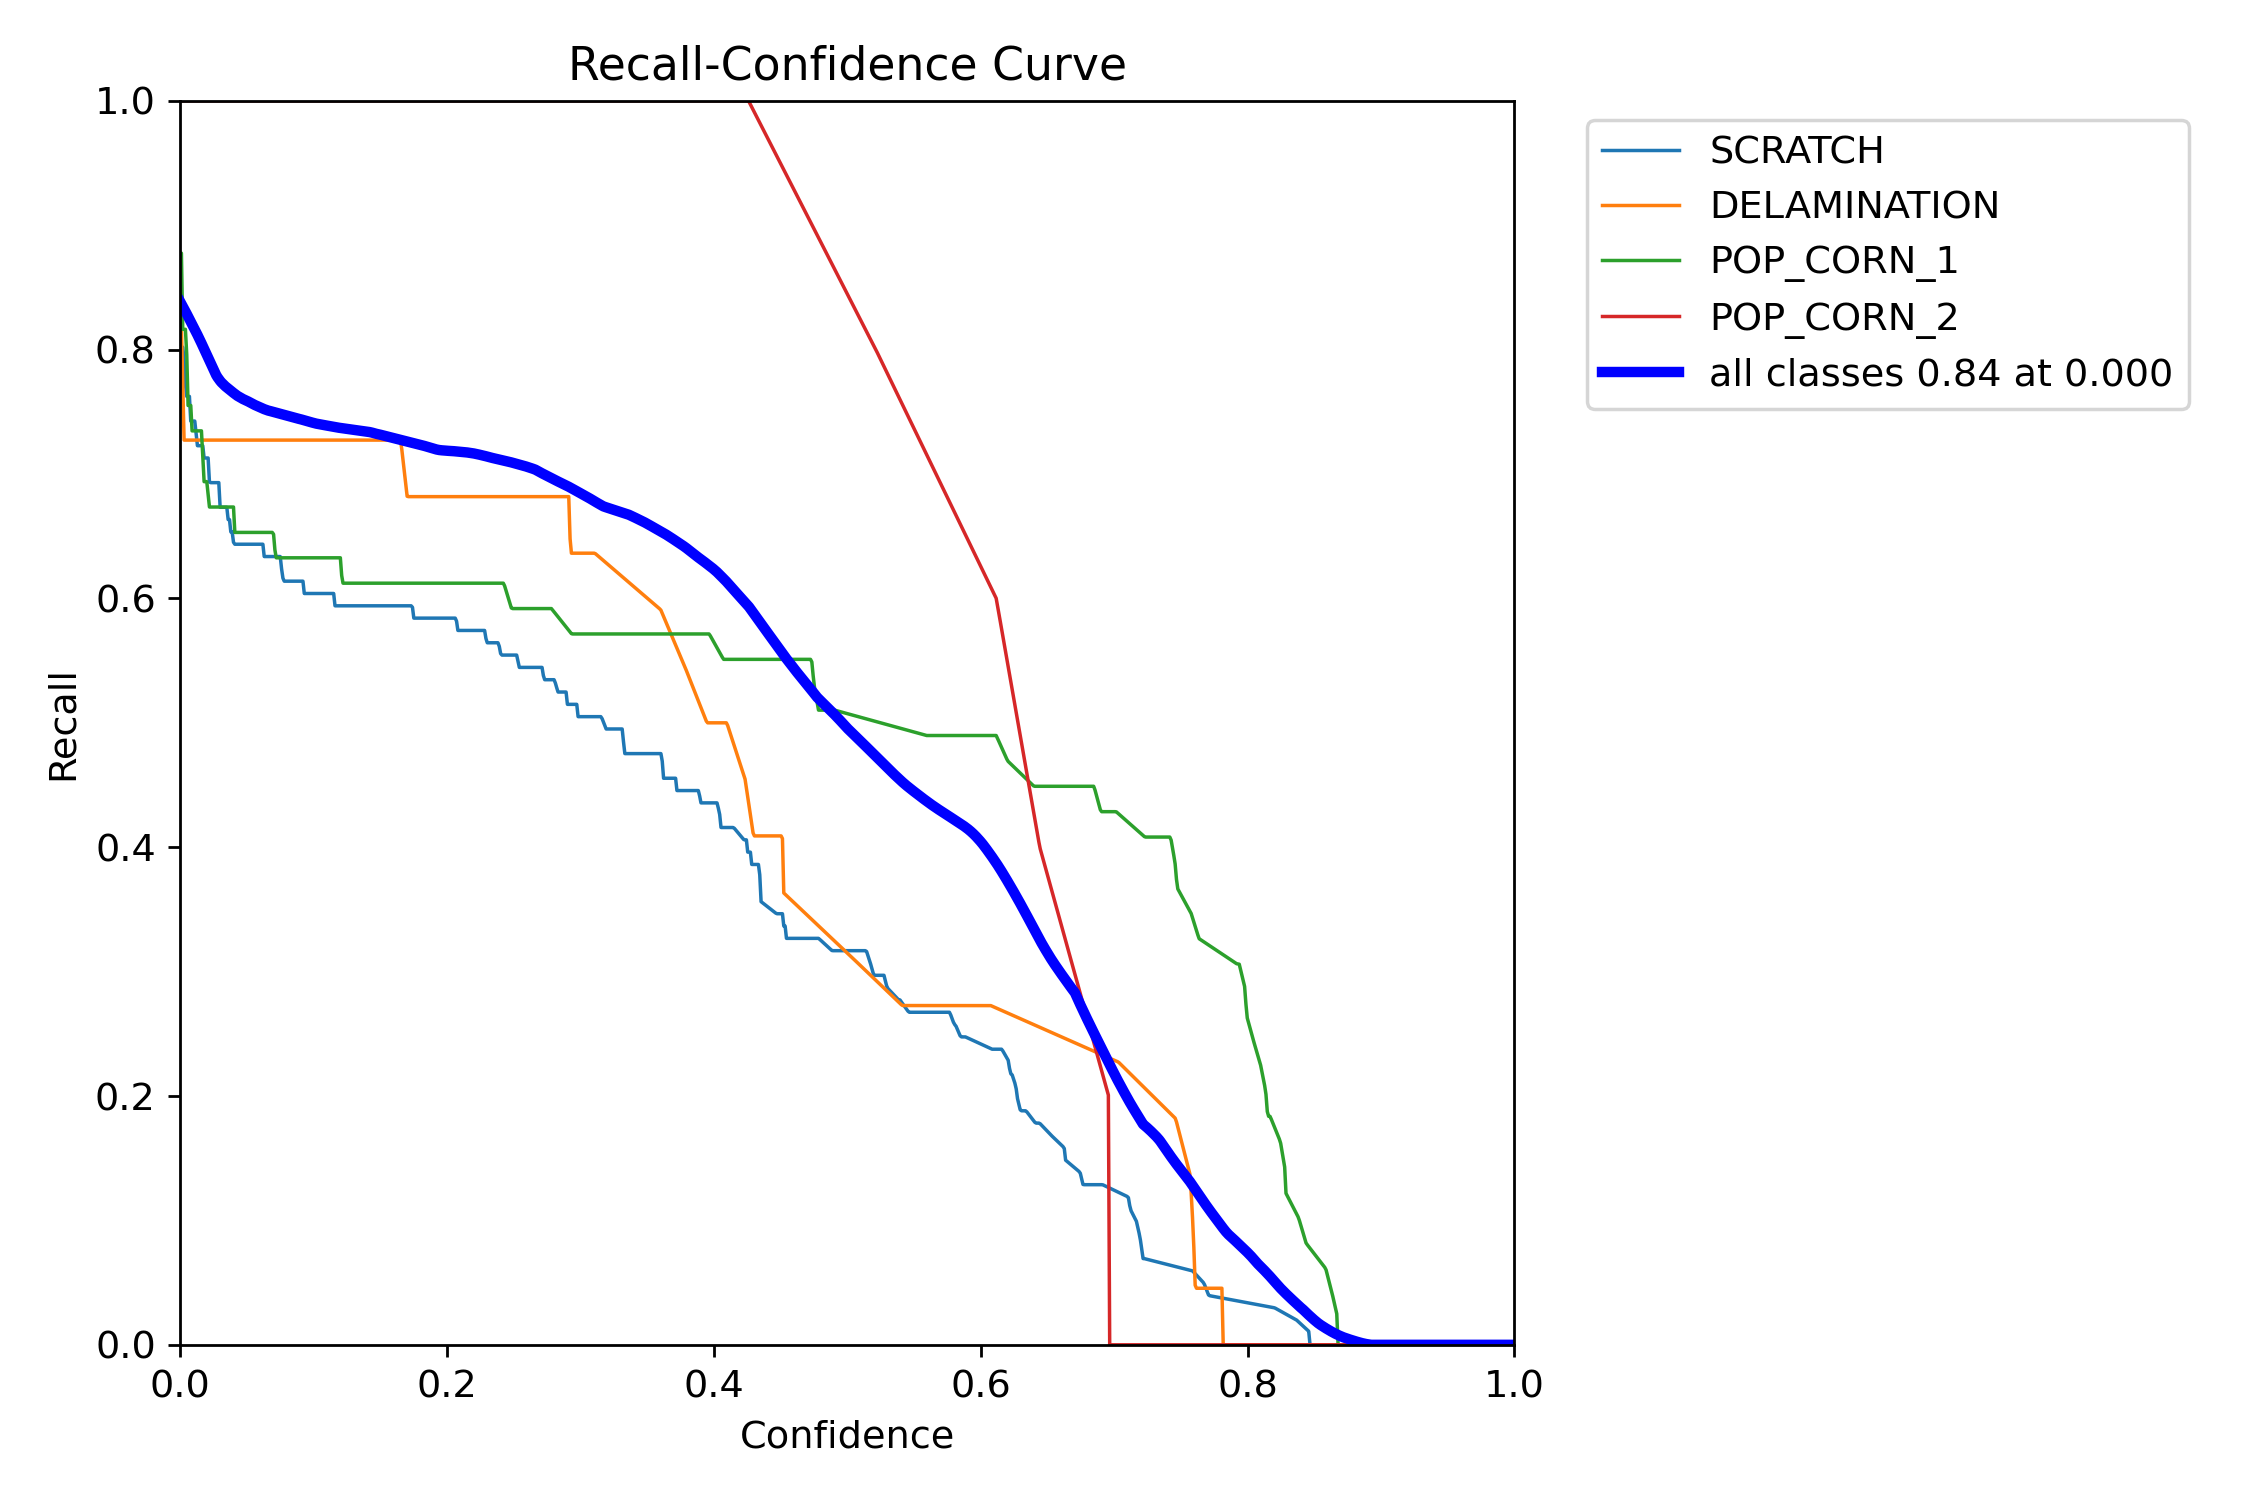 Recall-Confidence Curve
1.0
0.8
0.6
0.4
0.2
0.0
Recall
0.0 0.2 0.4 0.6 0.8 1.0
Confidence
SCRATCH
DELAMINATION
POP_CORN_1
POP_CORN_2
all classes 0.84 at 0.000